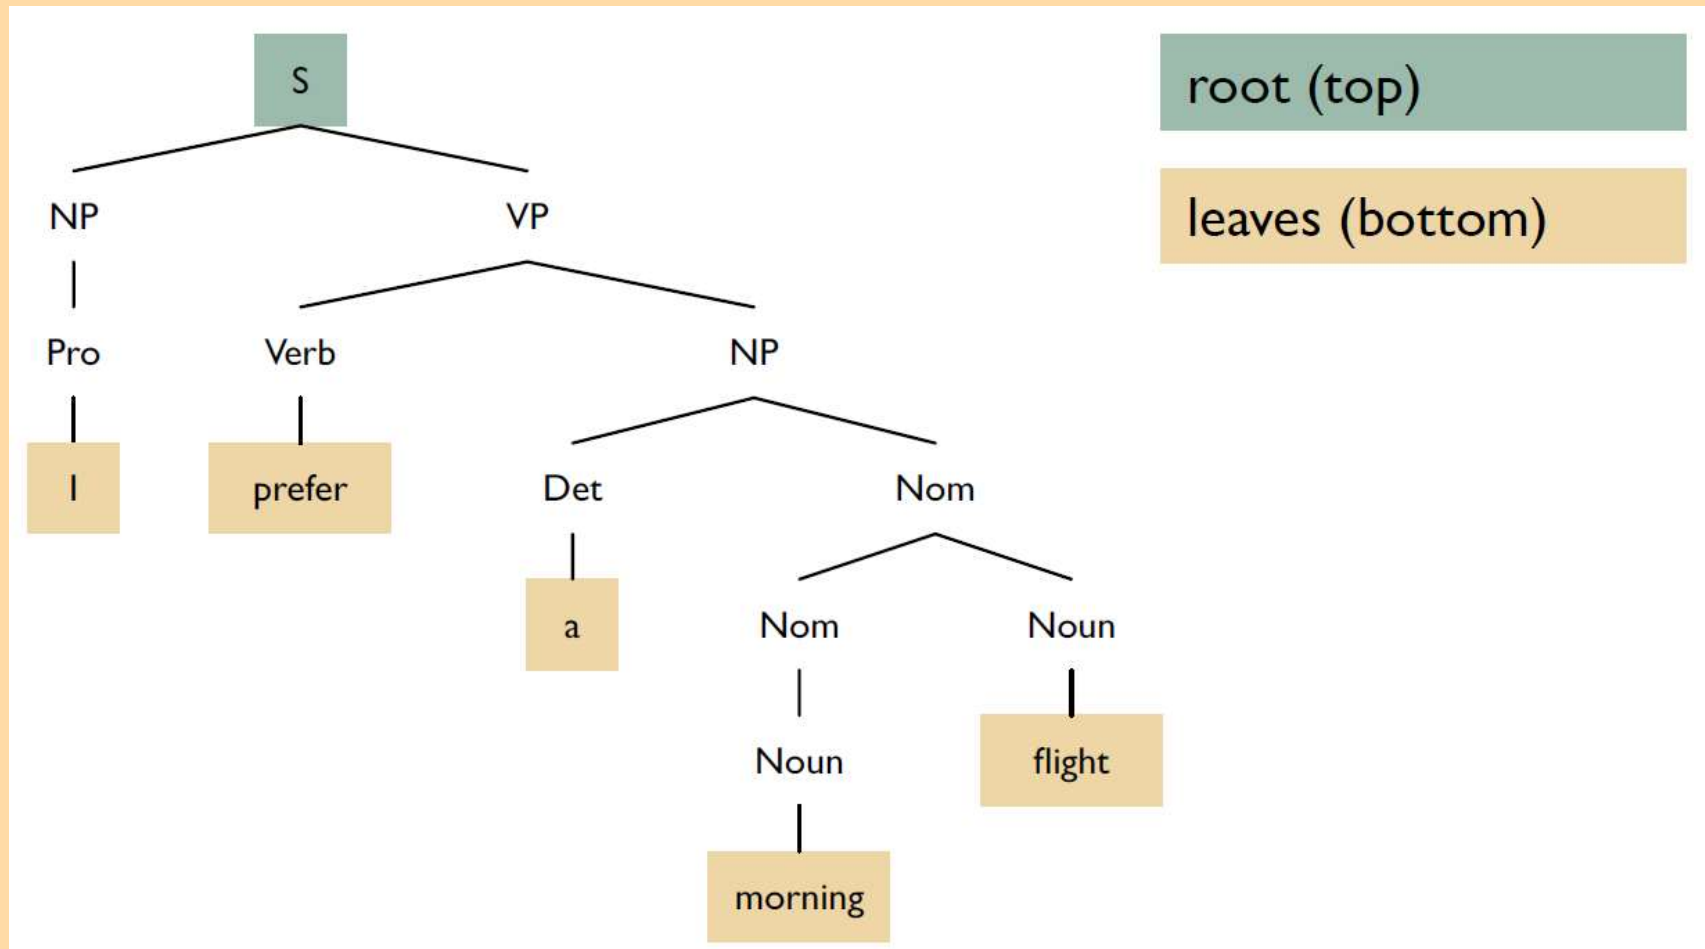 S
root (top)
NP VP
leaves (bottom)
Pro Verb NP
I prefer Det Nom
a Nom Noun
Noun flight
morning